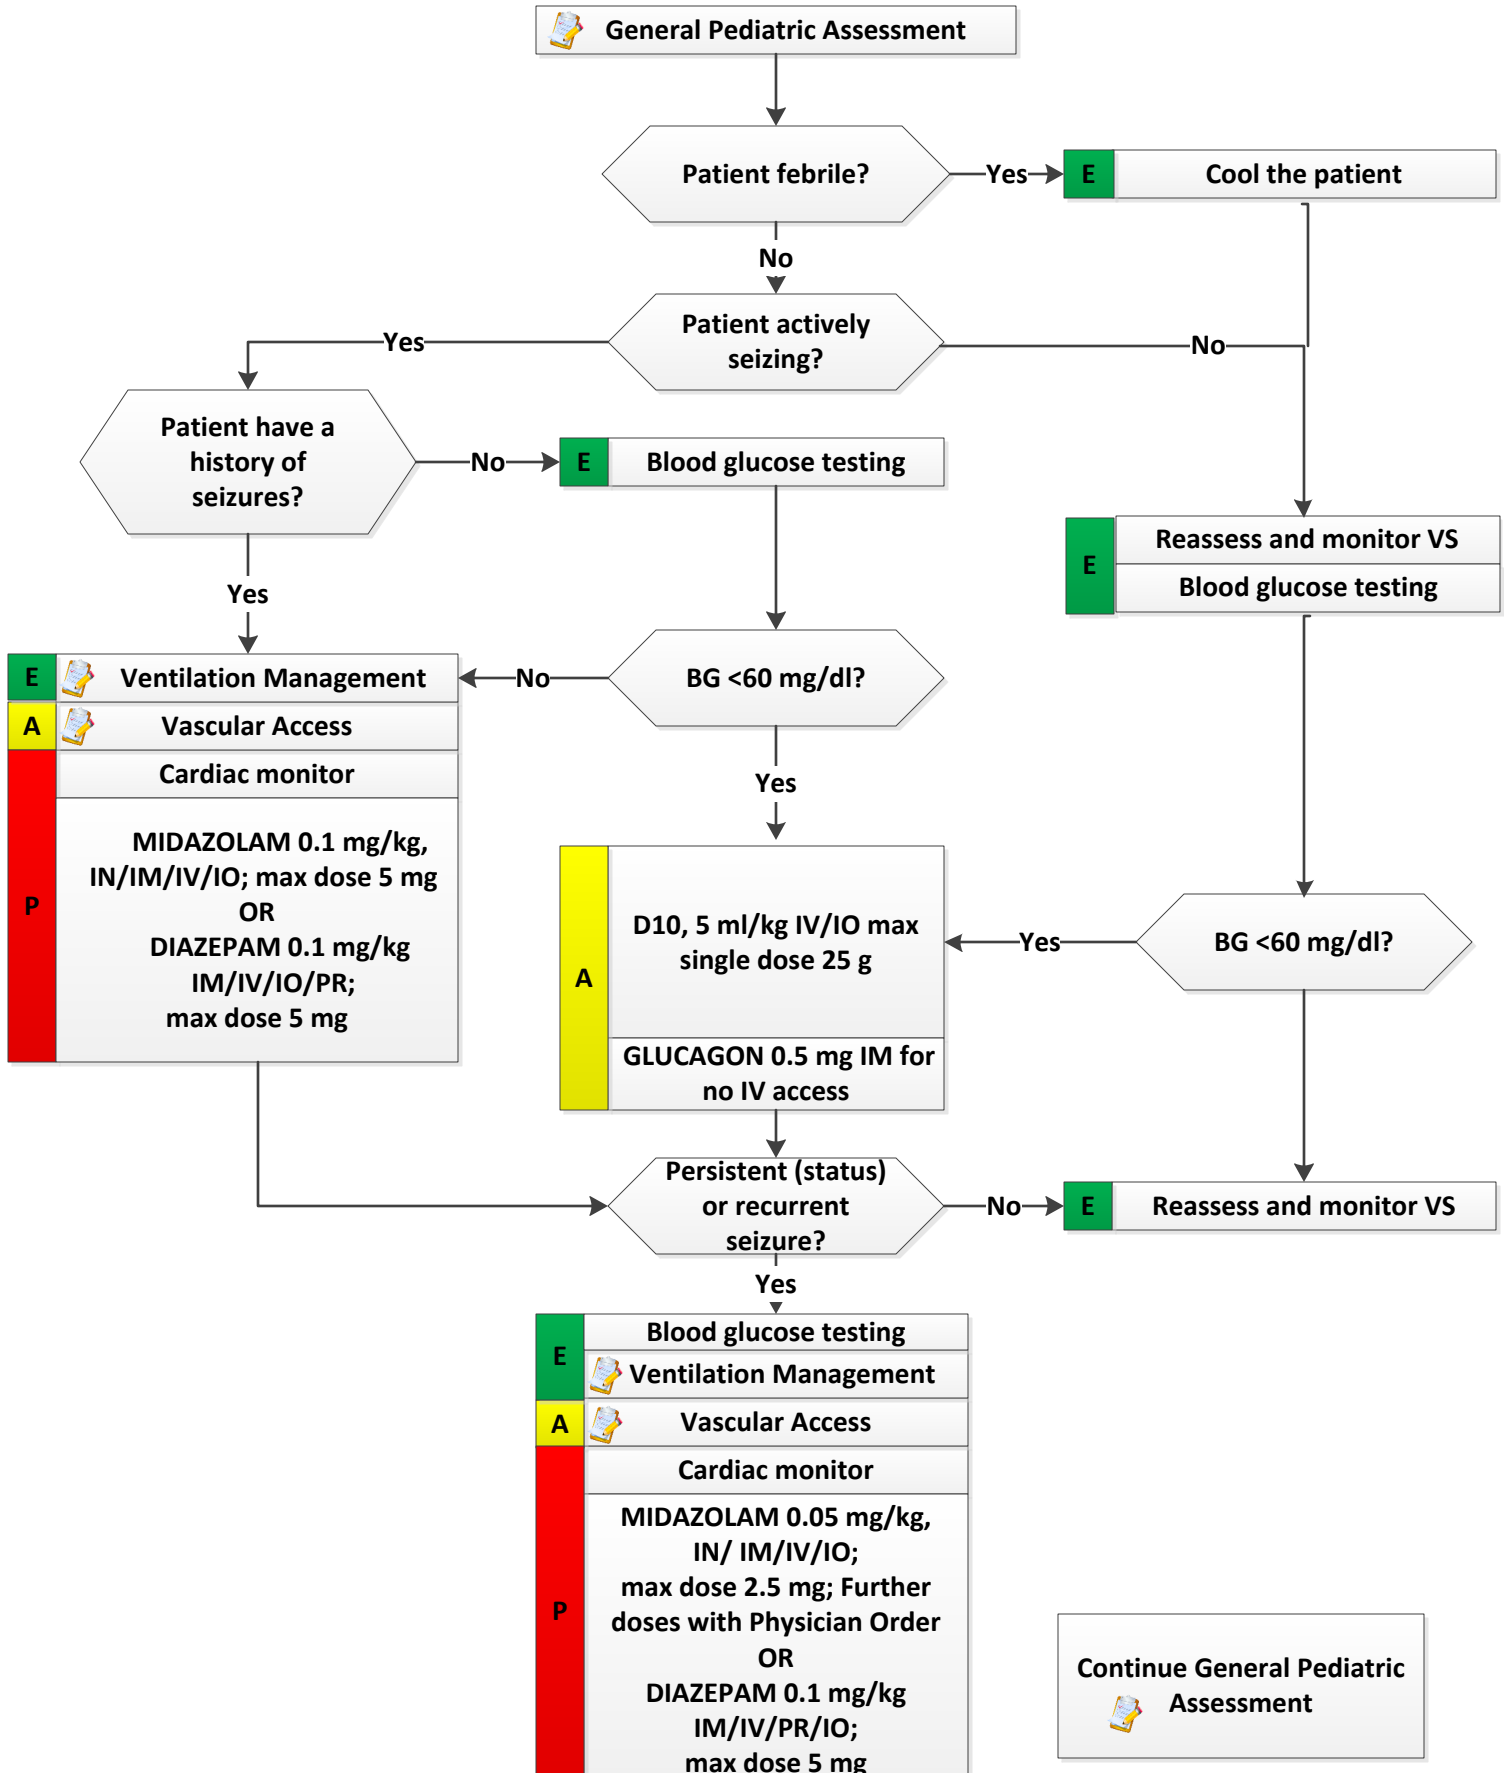 General Pediatric Assessment
Patient febrile?
Yes
E
Cool the patient
No
Patient actively
seizing?
Yes
No
Patient have a
history of
seizures?
No
E
Blood glucose testing
Yes
E
Reassess and monitor VS
Blood glucose testing
E
Ventilation Management
A
Vascular Access
P
Cardiac monitor
MIDAZOLAM 0.1 mg/kg,
IN/IM/IV/IO; max dose 5 mg
OR
DIAZEPAM 0.1 mg/kg
IM/IV/IO/PR;
max dose 5 mg
No
BG <60 mg/dl?
Yes
A
D10, 5 ml/kg IV/IO max
single dose 25 g
GLUCAGON 0.5 mg IM for
no IV access
Yes
BG <60 mg/dl?
Persistent (status)
or recurrent
seizure?
No
E
Reassess and monitor VS
Yes
E
Blood glucose testing
Ventilation Management
A
Vascular Access
P
Cardiac monitor
MIDAZOLAM 0.05 mg/kg,
IN/ IM/IV/IO;
max dose 2.5 mg; Further
doses with Physician Order
OR
DIAZEPAM 0.1 mg/kg
IM/IV/PR/IO;
max dose 5 mg
Continue General Pediatric
Assessment